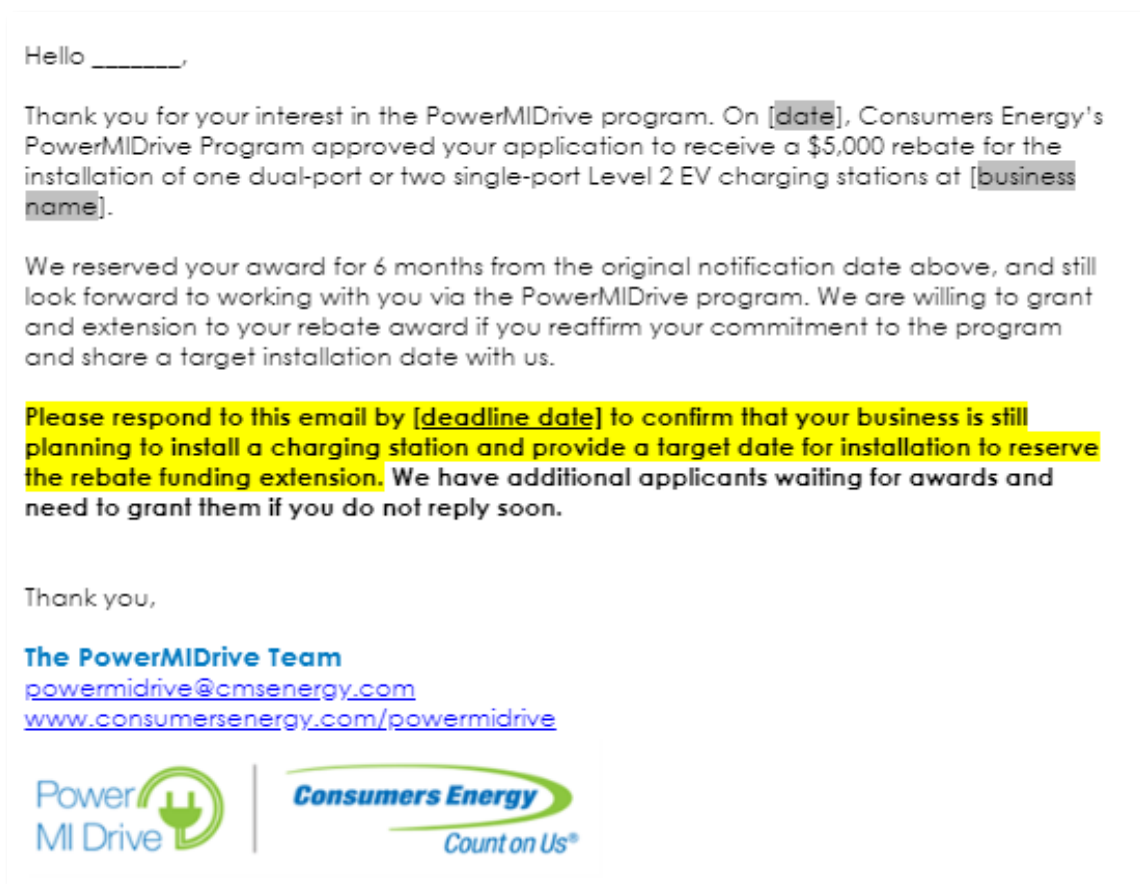 Hello _______,
Thank you for your interest in the PowerMIDrive program. On [date], Consumers Energy's
PowerMIDrive Program approved your application to receive a $5,000 rebate for the
installation of one dual-port or two single-port Level 2 EV charging stations at [business
name].
We reserved your award for 6 months from the original notification date above, and still
look forward to working with you via the PowerMIDrive program. We are willing to grant
and extension to your rebate award if you reaffirm your commitment to the program
and share a target installation date with us.
Please respond to this email by [deadline date] to confirm that your business is still
planning to install a charging station and provide a target date for installation to reserve
the rebate funding extension. We have additional applicants waiting for awards and
need to grant them if you do not reply soon.
Thank you,
The PowerMIDrive Team
powermidrive@cmsenergy.com
www.consumersenergy.com/powermidrive
Power
MI Drive
Consumers Energy
Count on Us®